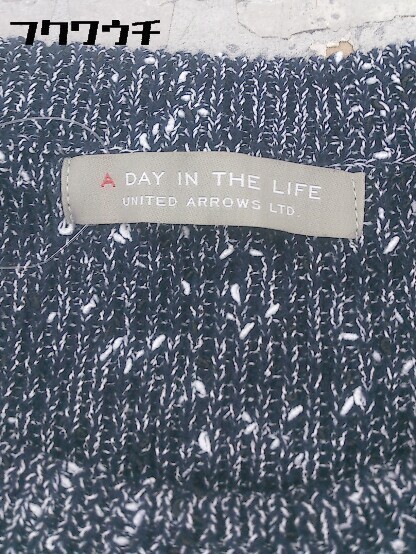 フクワウチ
A DAY IN THE LIFE
UNITED ARROWS LTD.